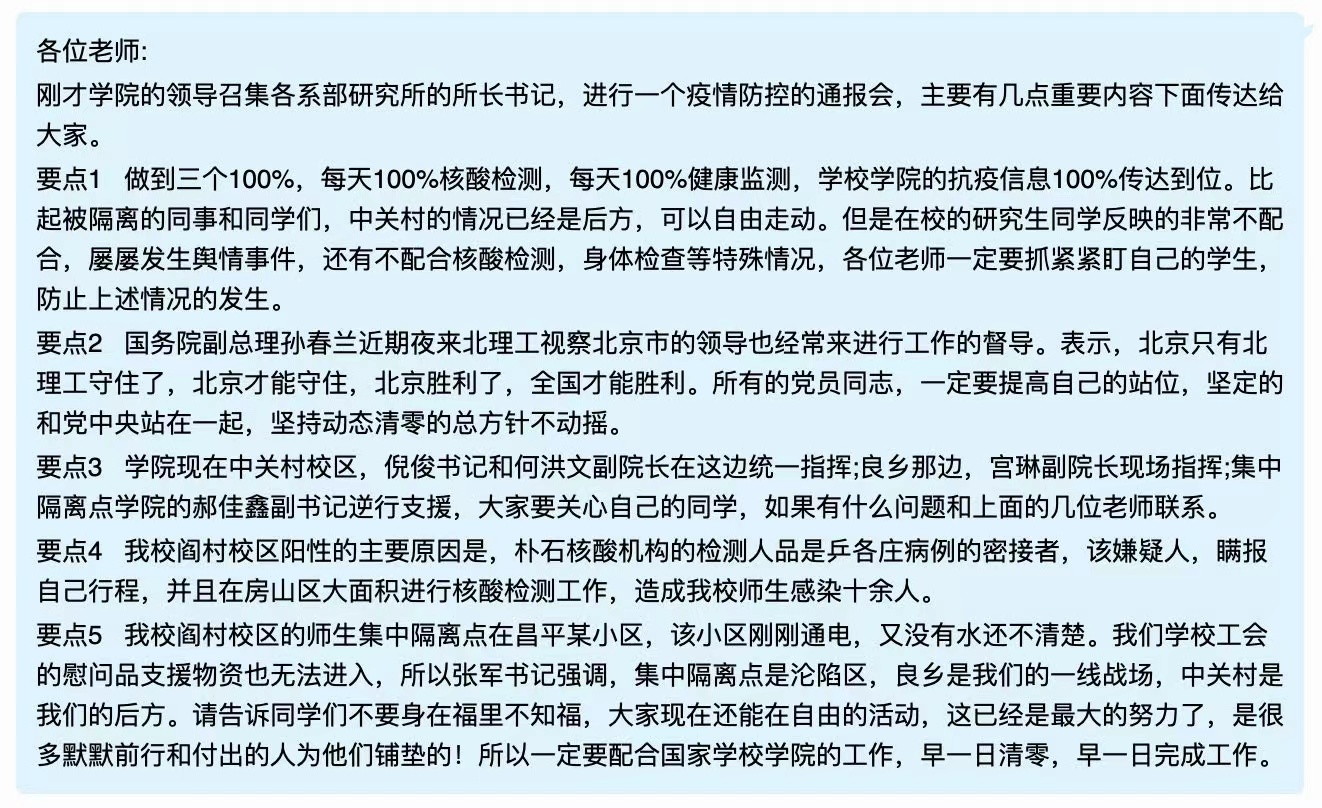 各位老师:
刚才学院的领导召集各系部研究所的所长书记，进行一个疫情防控的通报会，主要有几点重要内容下面传达给
大家。
要点1 做到三个100%，每天100%核酸检测，每天100%健康监测，学校学院的抗疫信息100%传达到位。比
起被隔离的同事和同学们，中关村的情况已经是后方，可以自由走动。但是在校的研究生同学反映的非常不配
合，屡屡发生舆情事件，还有不配合核酸检测，身体检查等特殊情况，各位老师一定要抓紧紧盯自己的学生，
防止上述情况的发生。
要点2 国务院副总理孙春兰近期夜来北理工视察北京市的领导也经常来进行工作的督导。表示，北京只有北
理工守住了，北京才能守住，北京胜利了，全国才能胜利。所有的党员同志，一定要提高自己的站位，坚定的
和党中央站在一起，坚持动态清零的总方针不动摇。
要点3 学院现在中关村校区，倪俊书记和何洪文副院长在这边统一指挥;良乡那边，宫琳副院长现场指挥;集中
隔离点学院的郝佳鑫副书记逆行支援，大家要关心自己的同学，如果有什么问题和上面的几位老师联系。
要点4 我校阎村校区阳性的主要原因是，朴石核酸机构的检测人品是乒各庄病例的密接者，该嫌疑人，瞒报
自己行程，并且在房山区大面积进行核酸检测工作，造成我校师生感染十余人。
要点5 我校阎村校区的师生集中隔离点在昌平某小区，该小区刚刚通电，又没有水还不清楚。我们学校工会
的慰问品支援物资也无法进入，所以张军书记强调，集中隔离点是沦陷区，良乡是我们的一线战场，中关村是
我们的后方。请告诉同学们不要身在福里不知福，大家现在还能在自由的活动，这已经是最大的努力了，是很
多默默前行和付出的人为他们铺垫的！所以一定要配合国家学校学院的工作，早一日清零，早一日完成工作。